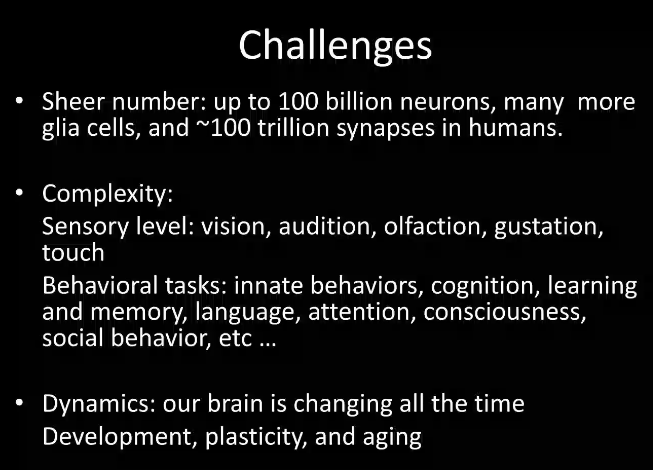 Challenges
• Sheer number: up to 100 billion neurons, many  more
glia cells, and ~100 trillion synapses in humans.
• Complexity:
Sensory level: vision, audition, olfaction, gustation,
touch
Behavioral tasks: innate behaviors, cognition, learning
and memory, language, attention, consciousness,
social behavior, etc ...
• Dynamics: our brain is changing all the time
Development, plasticity, and aging